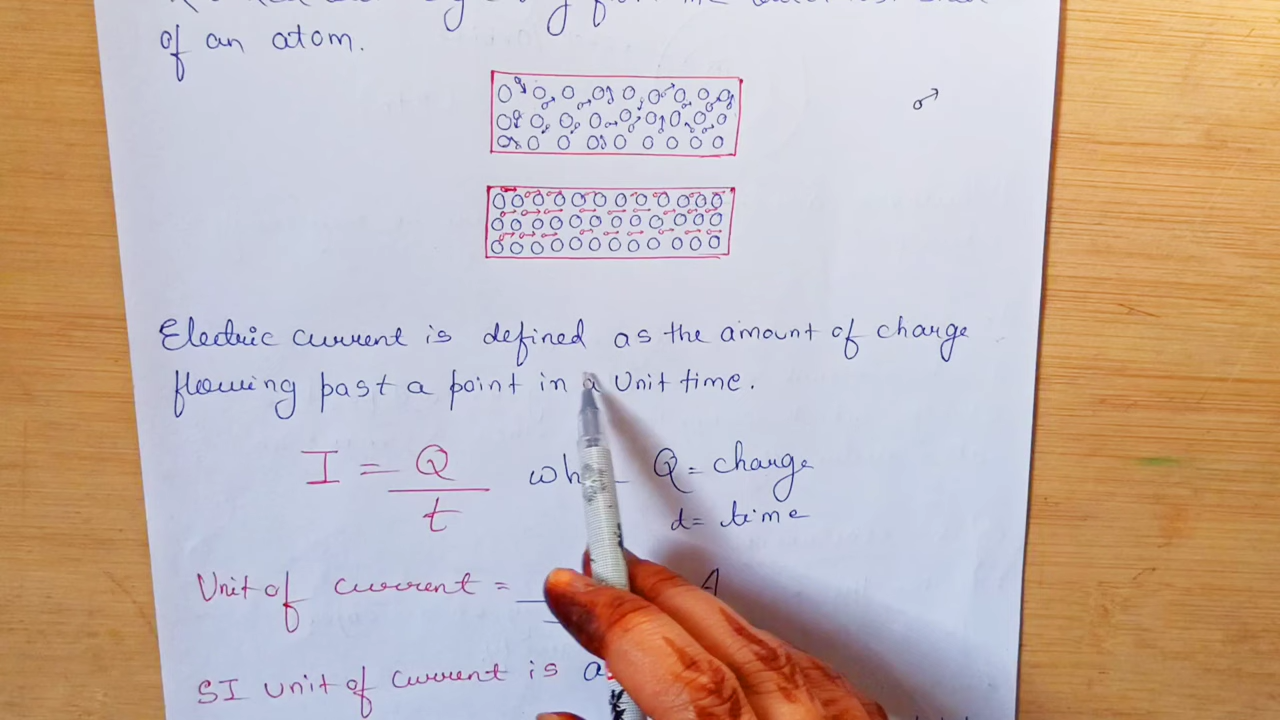 of an atom.
Electric current is defined as the amount of charge
flowing past a point in a Unit time.
I = Q / t Q = charge
d = time
Unit of current = A
SI unit of current is